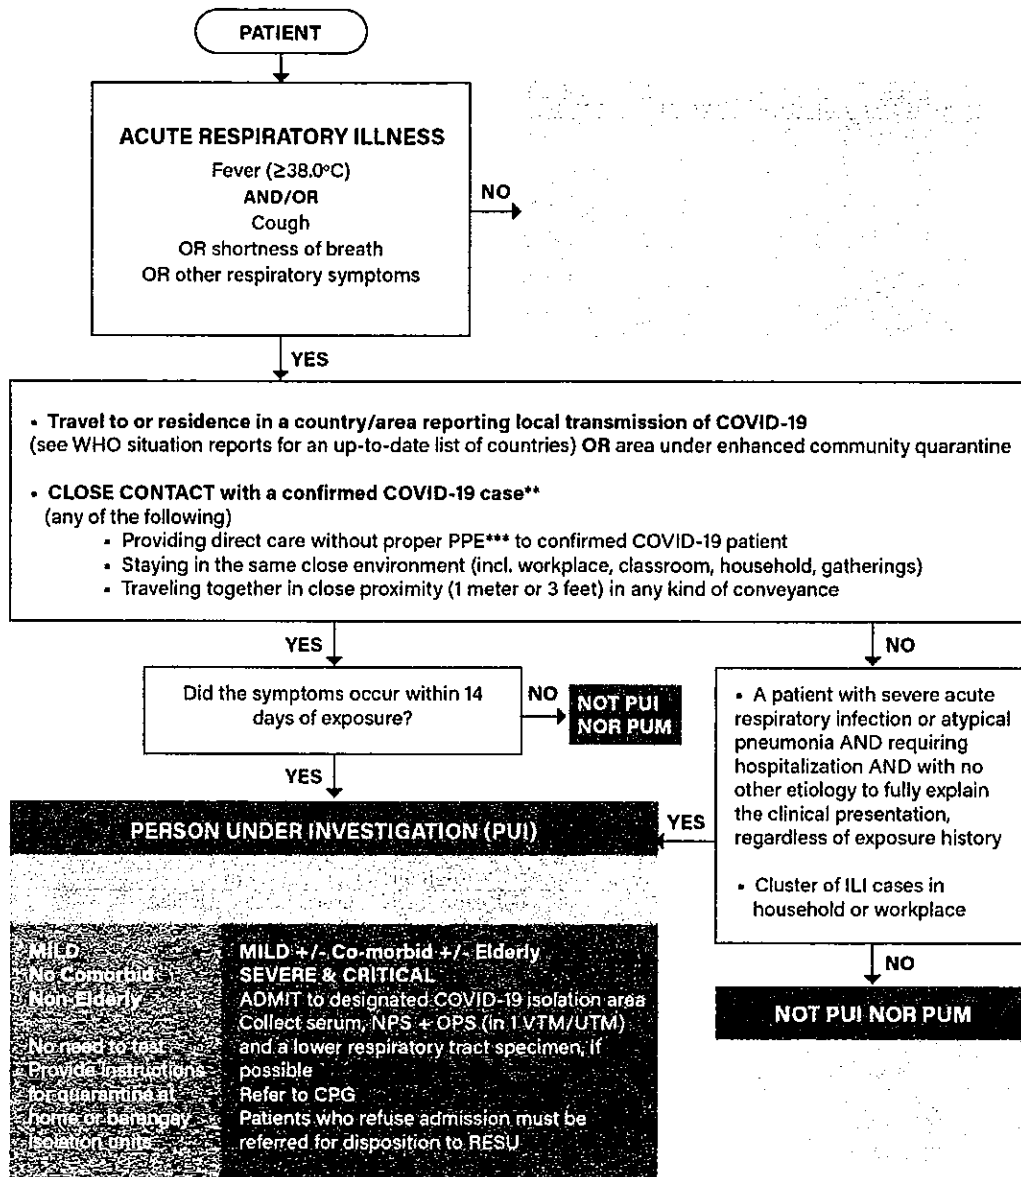 PATIENT
ACUTE RESPIRATORY ILLNESS
Fever (≥38.0°C)
AND/OR
Cough
OR shortness of breath
OR other respiratory symptoms
NO
YES
• Travel to or residence in a country/area reporting local transmission of COVID-19
(see WHO situation reports for an up-to-date list of countries) OR area under enhanced community quarantine
• CLOSE CONTACT with a confirmed COVID-19 case**
(any of the following)
• Providing direct care without proper PPE*** to confirmed COVID-19 patient
• Staying in the same close environment (incl. workplace, classroom, household, gatherings)
• Traveling together in close proximity (1 meter or 3 feet) in any kind of conveyance
YES
NO
Did the symptoms occur within 14
days of exposure?
NO
NOT PUI
NOR PUM
YES
• A patient with severe acute
respiratory infection or atypical
pneumonia AND requiring
hospitalization AND with no
other etiology to fully explain
the clinical presentation,
regardless of exposure history
• Cluster of ILI cases in
household or workplace
YES
PERSON UNDER INVESTIGATION (PUI)
MILD
No Comorbid
Non-Elderly
No need to test
Provide instructions
for quarantine at
home or barangay
isolation units
MILD +/- Co-morbid +/- Elderly
SEVERE & CRITICAL
ADMIT to designated COVID-19 isolation area
Collect serum, NPS + OPS (in 1 VTM/UTM)
and a lower respiratory tract specimen, if
possible
Refer to CPG
Patients who refuse admission must be
referred for disposition to RESU
NO
NOT PUI NOR PUM